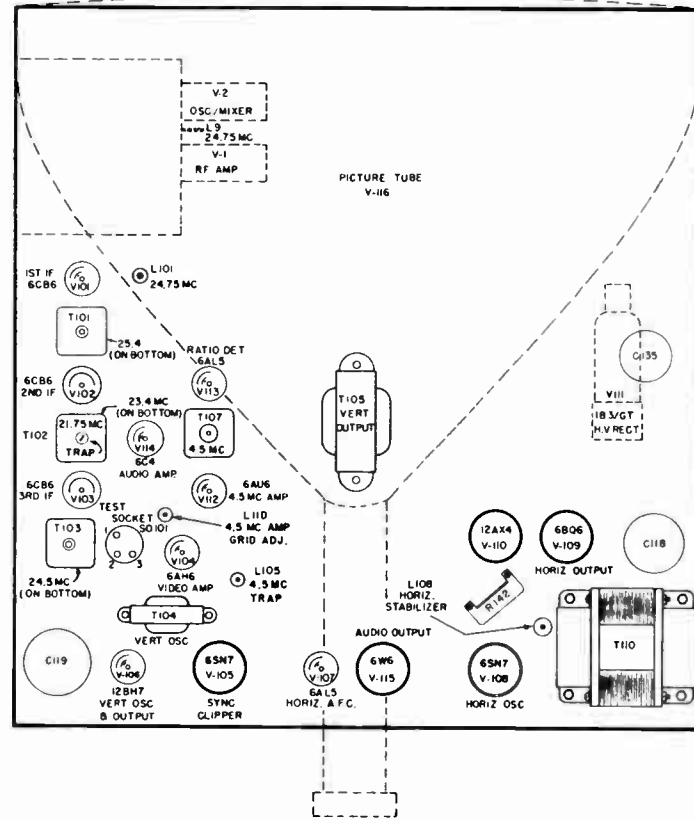 V-2
OSC/MIXER
L9
24.75 MC
V-1
RF AMP
PICTURE TUBE
V-116
1ST IF
6CB6
V101
L101
24.75 MC
T101
25.4
(ON BOTTOM)
RATIO DET
6AL5
V113
6CB6
2ND IF
V102
23.4 MC
(ON BOTTOM)
T102
21.75 MC
TRAP
V114
6C4
AUDIO AMP.
T107
4.5 MC
T105
VERT
OUTPUT
C135
V111
1B3/GT
H.V RECT
6CB6
3RD IF
V103
6AU6
4.5 MC AMP
V112
TEST
SOCKET
SO101
1
2
3
L110
4.5 MC AMP
GRID ADJ.
T103
24.5 MC
(ON BOTTOM)
V104
6AH6
VIDEO AMP
L105
4.5 MC
TRAP
12AX4
V-110
6BQ6
V-109
HORIZ OUTPUT
C118
L108
HORIZ.
STABILIZER
R142
T104
VERT OSC
T110
C119
V-106
12BH7
VERT OSC
& OUTPUT
6SN7
V-105
SYNC
CLIPPER
V-107
6AL5
HORIZ. A.F.C.
AUDIO OUTPUT
6W6
V-115
6SN7
V-108
HORIZ OSC